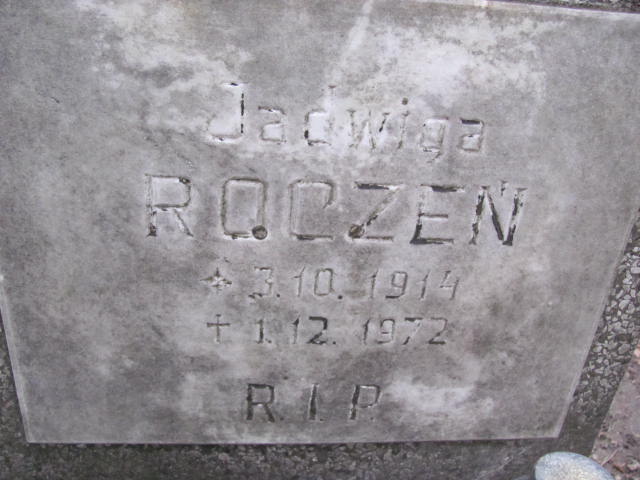 Jadwiga
ROCZEŃ
* 3.10.1914
† 1.12.1972
R.I.P.